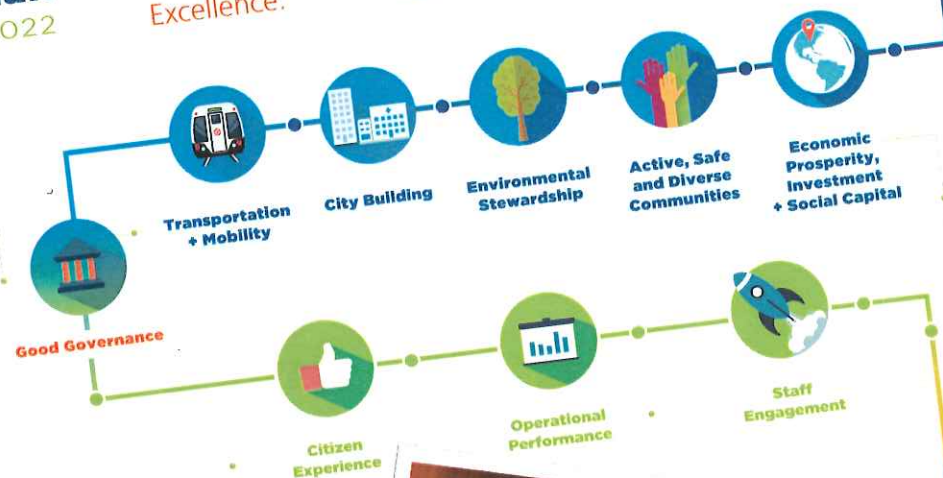 2022
Excellence.
Transportation
+ Mobility
City Building
Environmental
Stewardship
Active, Safe
and Diverse
Communities
Economic
Prosperity,
Investment
+ Social Capital
Good Governance
Citizen
Experience
Operational
Performance
Staff
Engagement